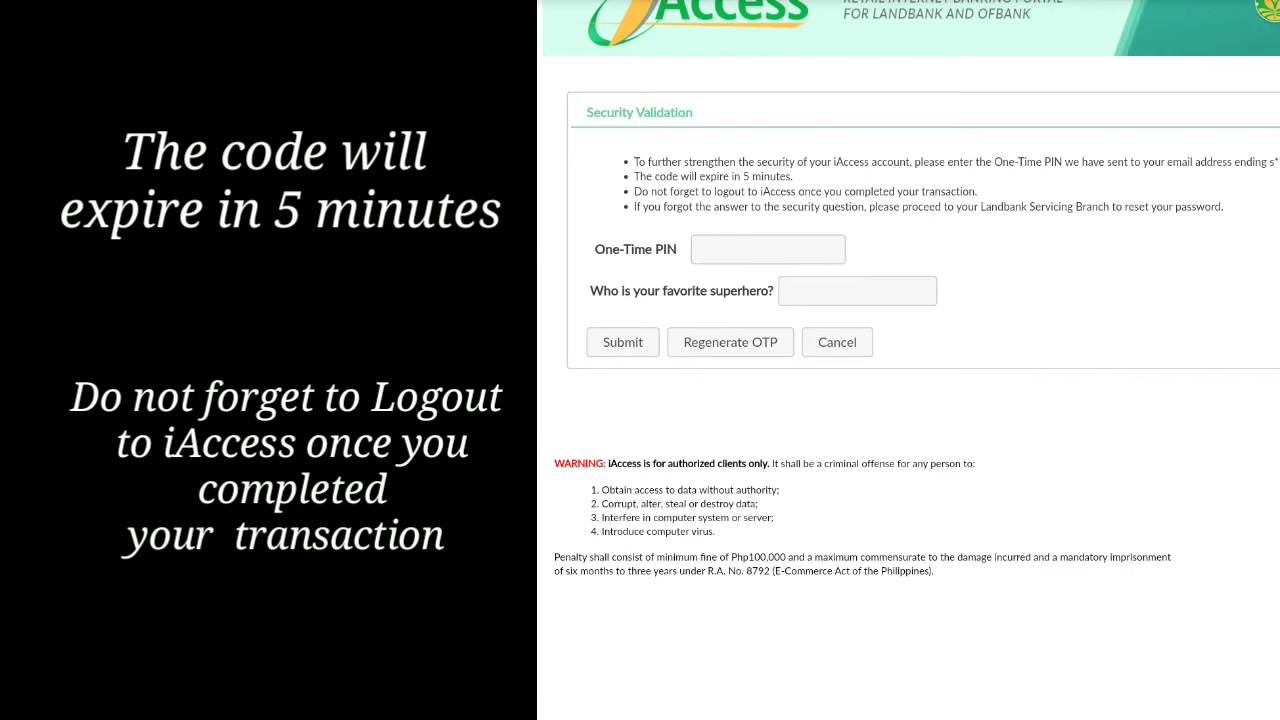 The code will
expire in 5 minutes
Do not forget to Logout
to iAccess once you
completed
your transaction
Access
RETAIL INTERNET BANKING PORTAL
FOR LANDBANK AND OFBANK
Security Validation
• To further strengthen the security of your iAccess account, please enter the One-Time PIN we have sent to your email address ending s*
• The code will expire in 5 minutes.
• Do not forget to logout to iAccess once you completed your transaction.
• If you forgot the answer to the security question, please proceed to your Landbank Servicing Branch to reset your password.
One-Time PIN
Who is your favorite superhero?
Submit Regenerate OTP Cancel
WARNING: iAccess is for authorized clients only. It shall be a criminal offense for any person to:
1. Obtain access to data without authority;
2. Corrupt, alter, steal or destroy data;
3. Interfere in computer system or server;
4. Introduce computer virus.
Penalty shall consist of minimum fine of Php100,000 and a maximum commensurate to the damage incurred and a mandatory imprisonment
of six months to three years under R.A. No. 8792 (E-Commerce Act of the Philippines).